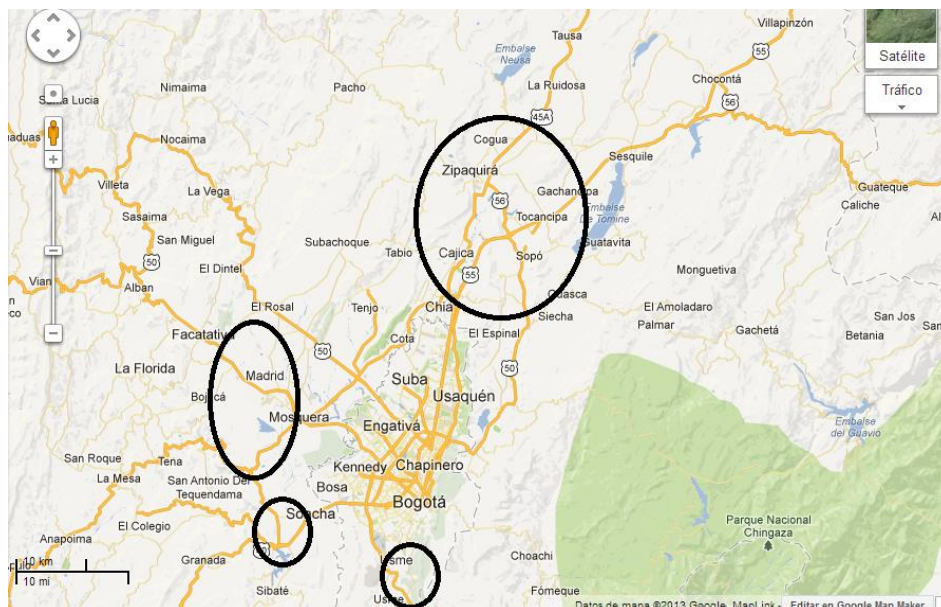 Villapinzón
Satélite
Tráfico
Tausa
Embalse
Neusa
55
La Ruidosa
Chocontá
56
Nimaima
Pacho
45A
Nocaima
Cogua
Zipaquirá
Sesquile
Villeta
La Vega
56
Guateque
Caliche
Sasaima
Tocancipa
Embalse
De Tomine
San Miguel
Subachoque
Tabio
Cajica
Sopó
Guatavita
50
El Dintel
55
Monguetiva
Alban
Guasca
El Rosal
Tenjo
Chia
Siecha
El Amoladaro
San Jos
Palmar
Gachetá
Betania
Las Juntas
Cota
El Espinal
50
50
La Florida
Madrid
Suba
Usaquén
Mosquera
Engativá
Embalse
del Guavio
San Roque
Tena
Kennedy
Chapinero
La Mesa
San Antonio Del
Tequendama
Bosa
Bogotá
El Colegio
Parque Nacional
Chingaza
Anapoima
Granada
Usme
Choachi
10 km
10 mi
Sibaté
Usme
Fómeque
Datos de mapa ©2013 Google, MapLink -
Editar en Google Map Maker